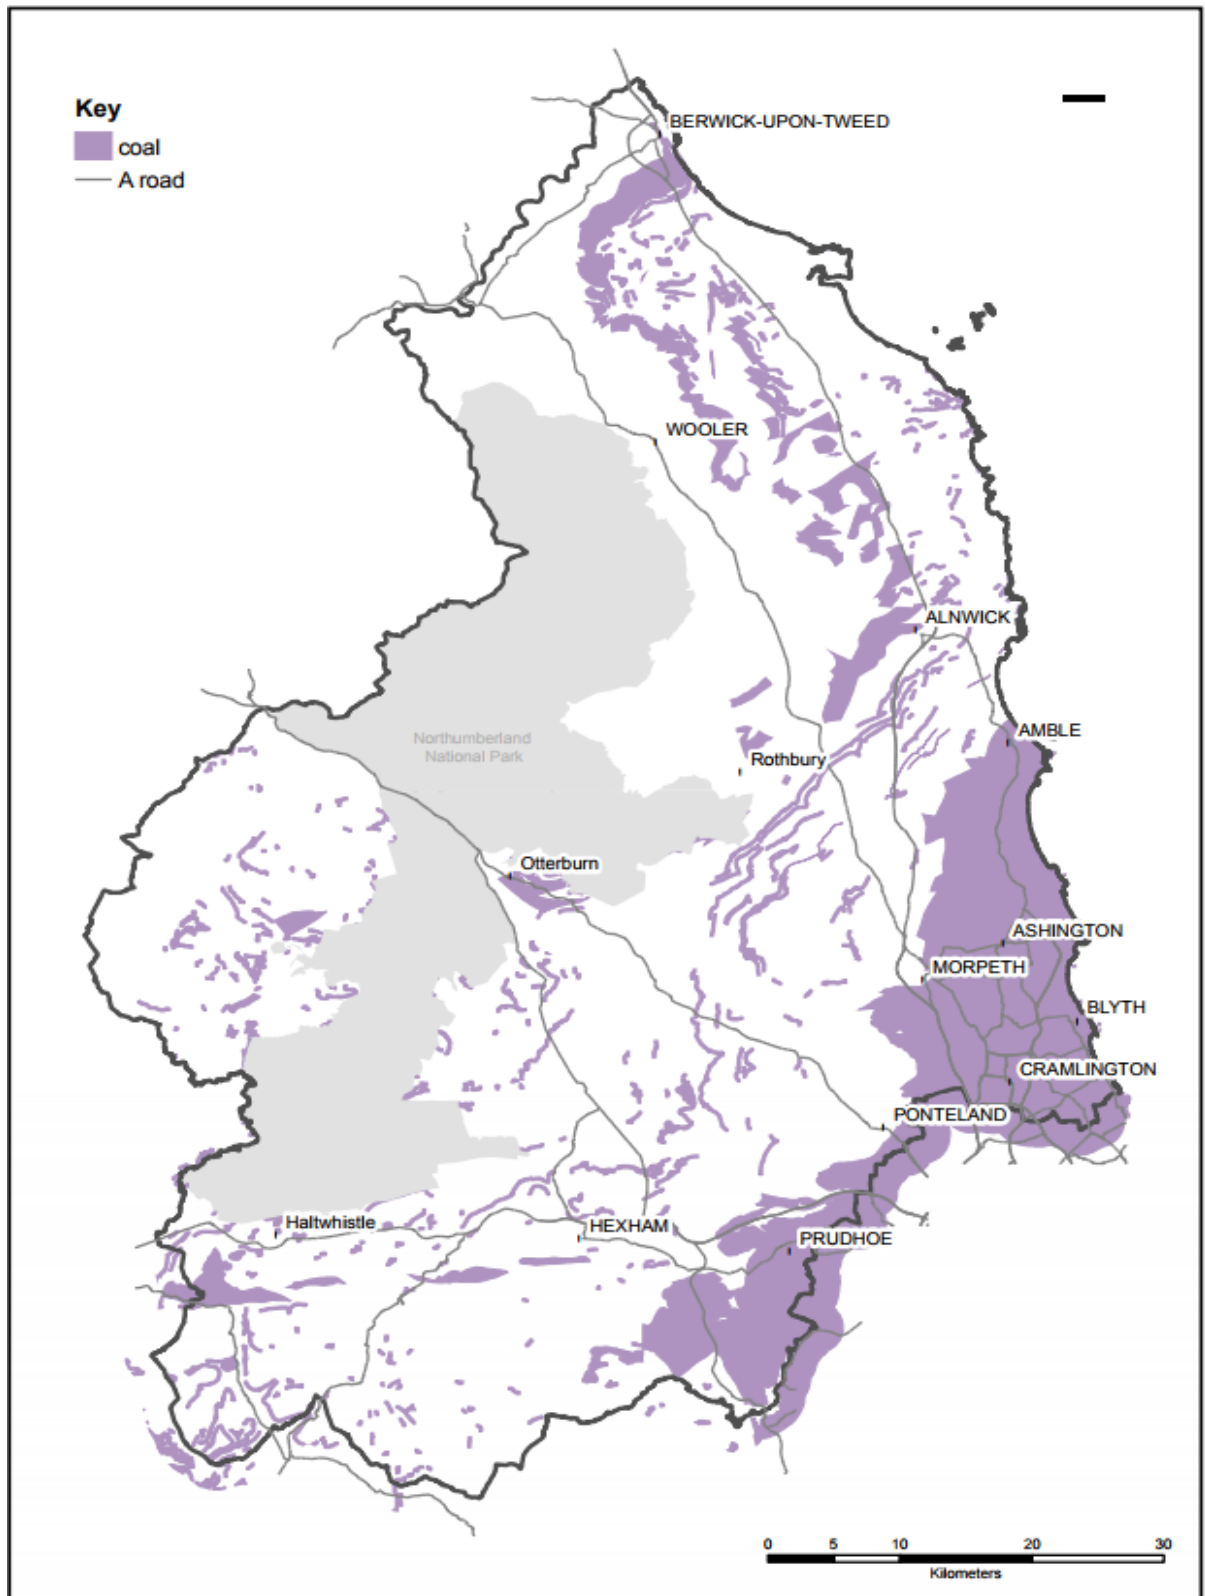 Key
coal
A road
BERWICK-UPON-TWEED
WOOLER
ALNWICK
Northumberland
National Park
AMBLE
Rothbury
Otterburn
ASHINGTON
MORPETH
BLYTH
CRAMLINGTON
PONTELAND
Haltwhistle
HEXHAM
PRUDHOE
0 5 10 20 30
Kilometers